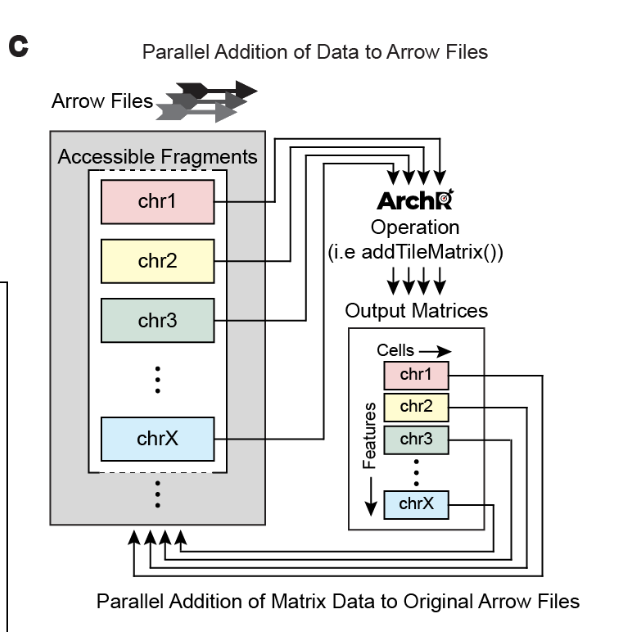 c
Parallel Addition of Data to Arrow Files
Arrow Files
Accessible Fragments
chr1
chr2
chr3
chrX
ArchR
Operation
(i.e addTileMatrix())
Output Matrices
Cells
Features
chr1
chr2
chr3
chrX
Parallel Addition of Matrix Data to Original Arrow Files